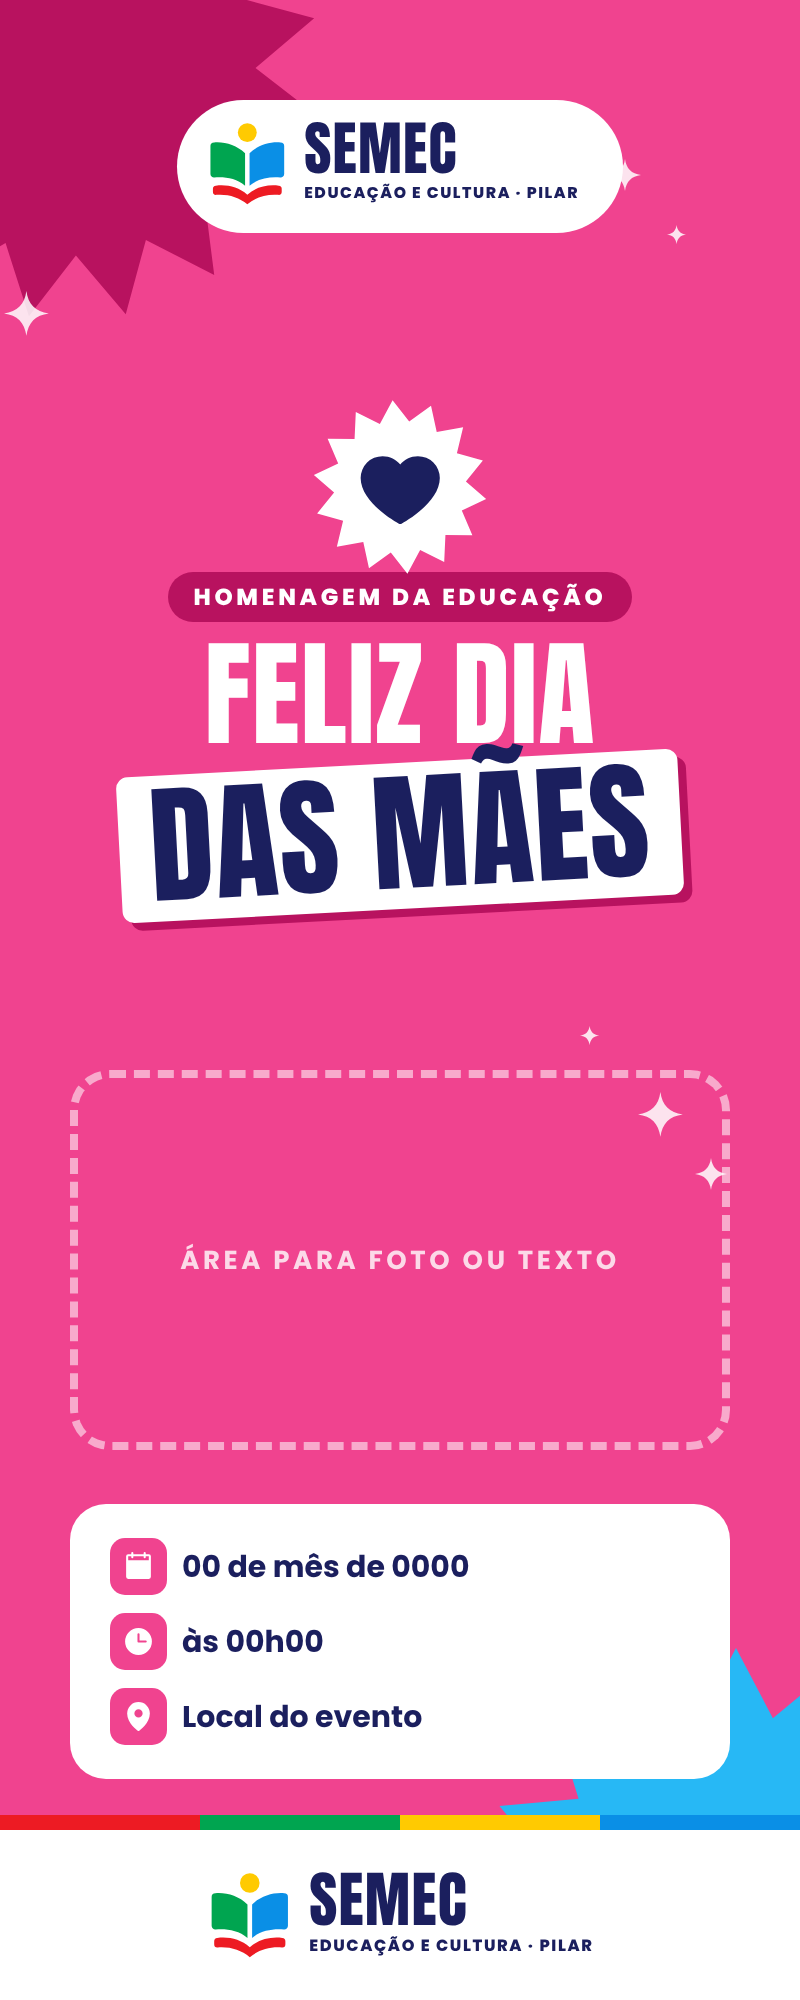 SEMEC
EDUCAÇÃO E CULTURA · PILAR
HOMENAGEM DA EDUCAÇÃO
FELIZ DIA
DAS MÃES
ÁREA PARA FOTO OU TEXTO
00 de mês de 0000
às 00h00
Local do evento
SEMEC
EDUCAÇÃO E CULTURA · PILAR